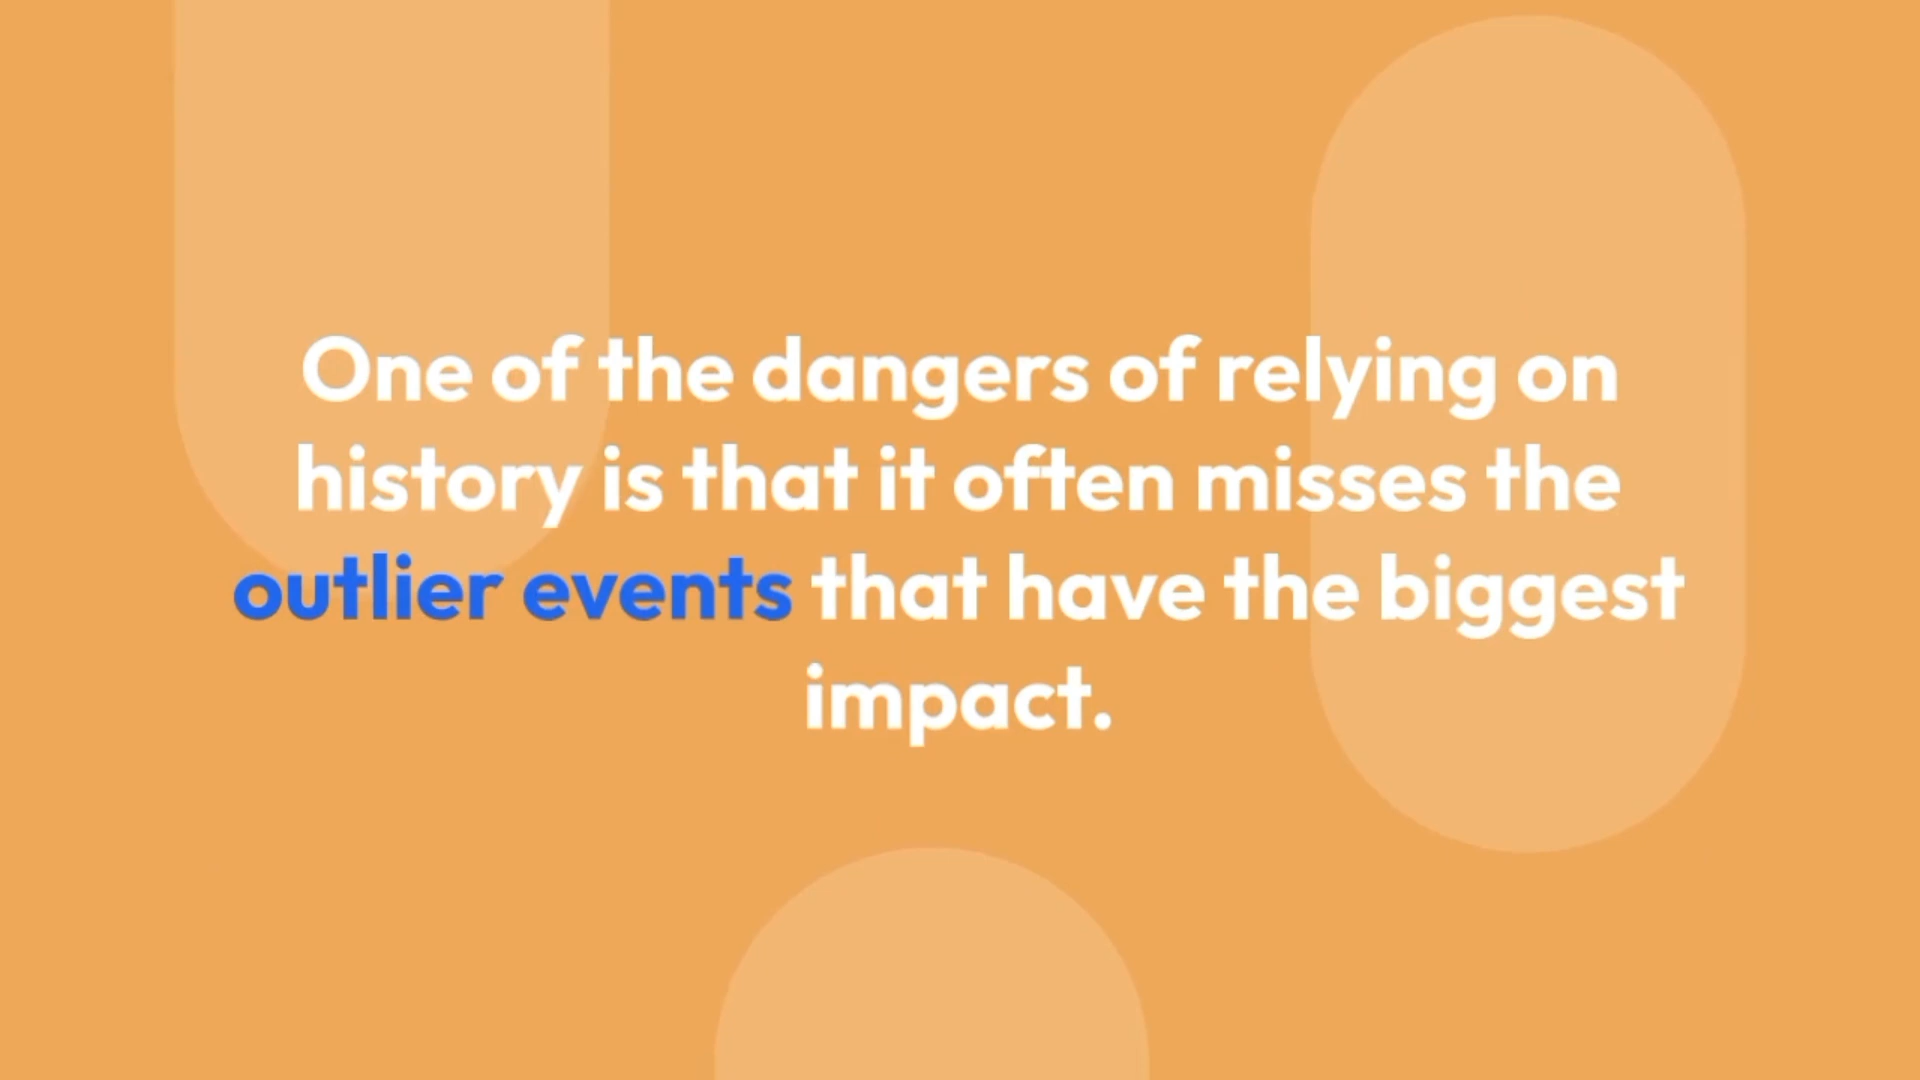 One of the dangers of relying on
history is that it often misses the
outlier events that have the biggest
impact.